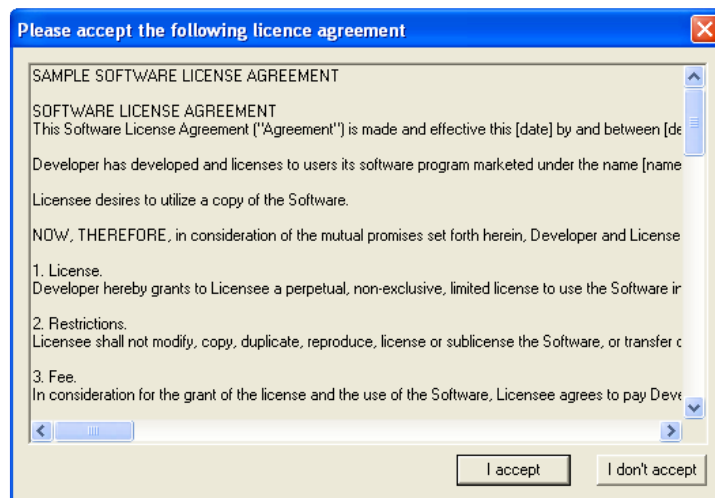 Please accept the following licence agreement
SAMPLE SOFTWARE LICENSE AGREEMENT
SOFTWARE LICENSE AGREEMENT
This Software License Agreement ("Agreement") is made and effective this [date] by and between [de
Developer has developed and licenses to users its software program marketed under the name [name
Licensee desires to utilize a copy of the Software.
NOW, THEREFORE, in consideration of the mutual promises set forth herein, Developer and License
1. License.
Developer hereby grants to Licensee a perpetual, non-exclusive, limited license to use the Software in
2. Restrictions.
Licensee shall not modify, copy, duplicate, reproduce, license or sublicense the Software, or transfer o
3. Fee.
In consideration for the grant of the license and the use of the Software, Licensee agrees to pay Deve
I accept
I don't accept